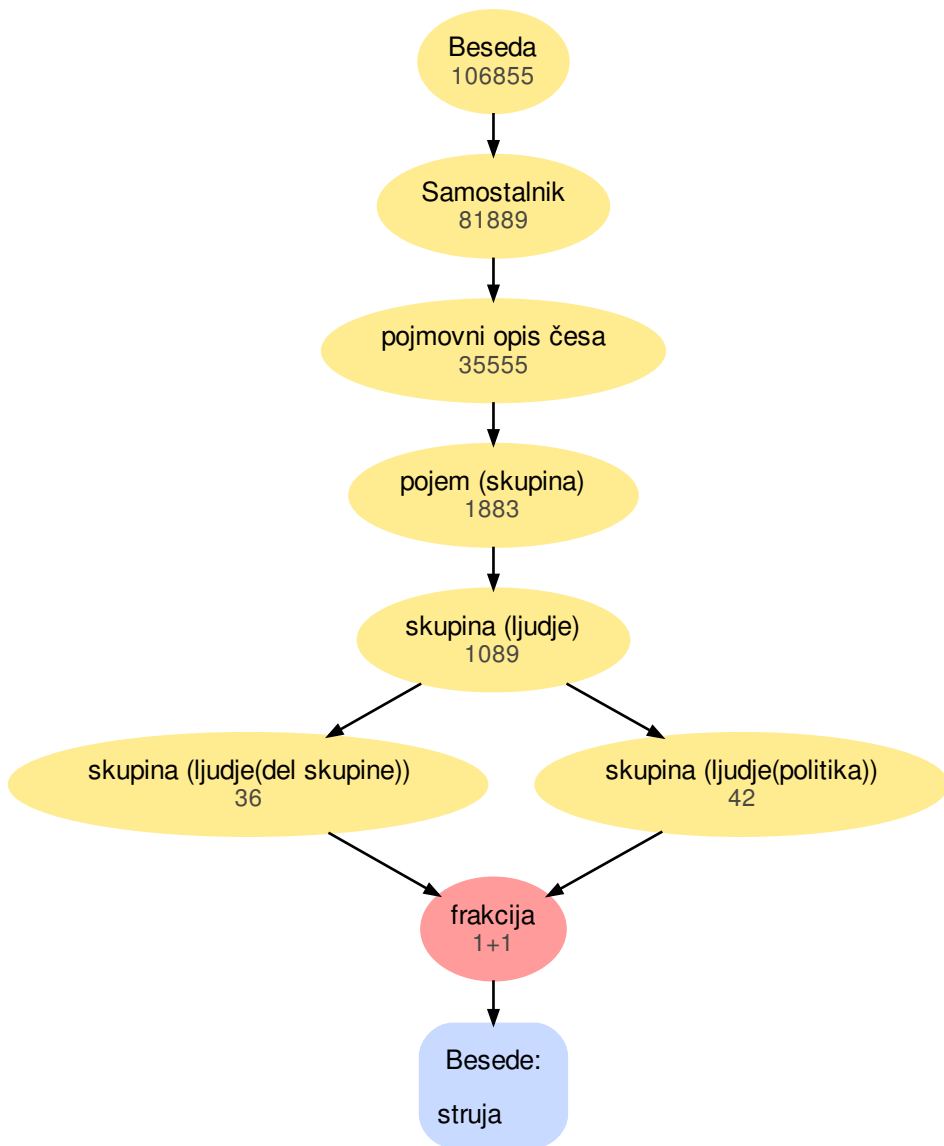 Beseda
106855
Samostalnik
81889
pojmovni opis česa
35555
pojem (skupina)
1883
skupina (ljudje)
1089
skupina (ljudje(del skupine))
36
skupina (ljudje(politika))
42
frakcija
1+1
Besede:
struja